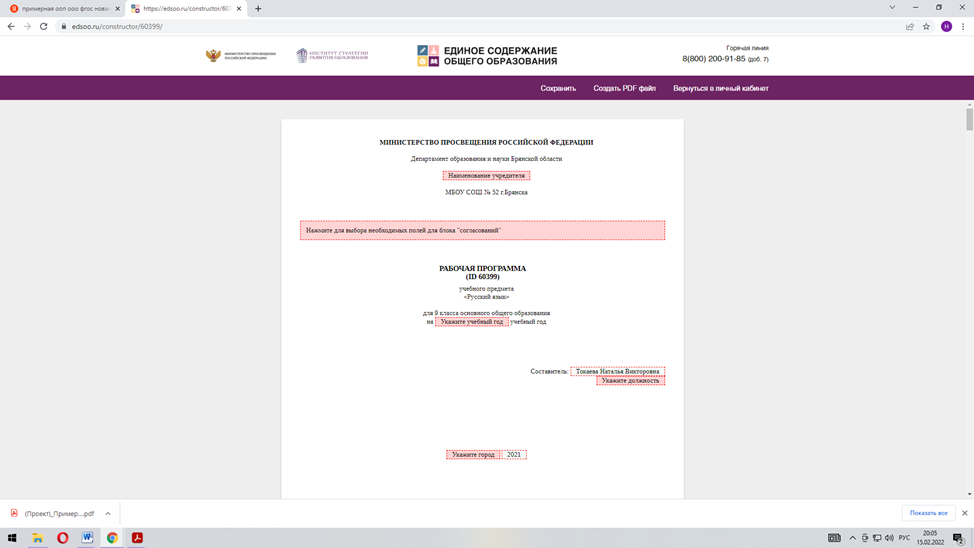 примерная ооп ооо фгос нова
https://edsoo.ru/constructor/603
edsoo.ru/constructor/60399/
Н
МИНИСТЕРСТВО ПРОСВЕЩЕНИЯ
РОССИЙСКОЙ ФЕДЕРАЦИИ
ИНСТИТУТ СТРАТЕГИИ
РАЗВИТИЯ ОБРАЗОВАНИЯ
ЕДИНОЕ СОДЕРЖАНИЕ
ОБЩЕГО ОБРАЗОВАНИЯ
Горячая линия
8(800) 200-91-85 (доб. 7)
Сохранить Создать PDF файл Вернуться в личный кабинет
МИНИСТЕРСТВО ПРОСВЕЩЕНИЯ РОССИЙСКОЙ ФЕДЕРАЦИИ
Департамент образования и науки Брянской области
Наименование учредителя
МБОУ СОШ № 52 г.Брянска
Нажмите для выбора необходимых полей для блока "согласований"
РАБОЧАЯ ПРОГРАММА
(ID 60399)
учебного предмета
«Русский язык»
для 9 класса основного общего образования
на Укажите учебный год учебный год
Составитель: Токаева Наталья Викторовна
Укажите должность
Укажите город 2021
(Проект)_Пример....pdf
Показать все
РУС
20:05
15.02.2022
2